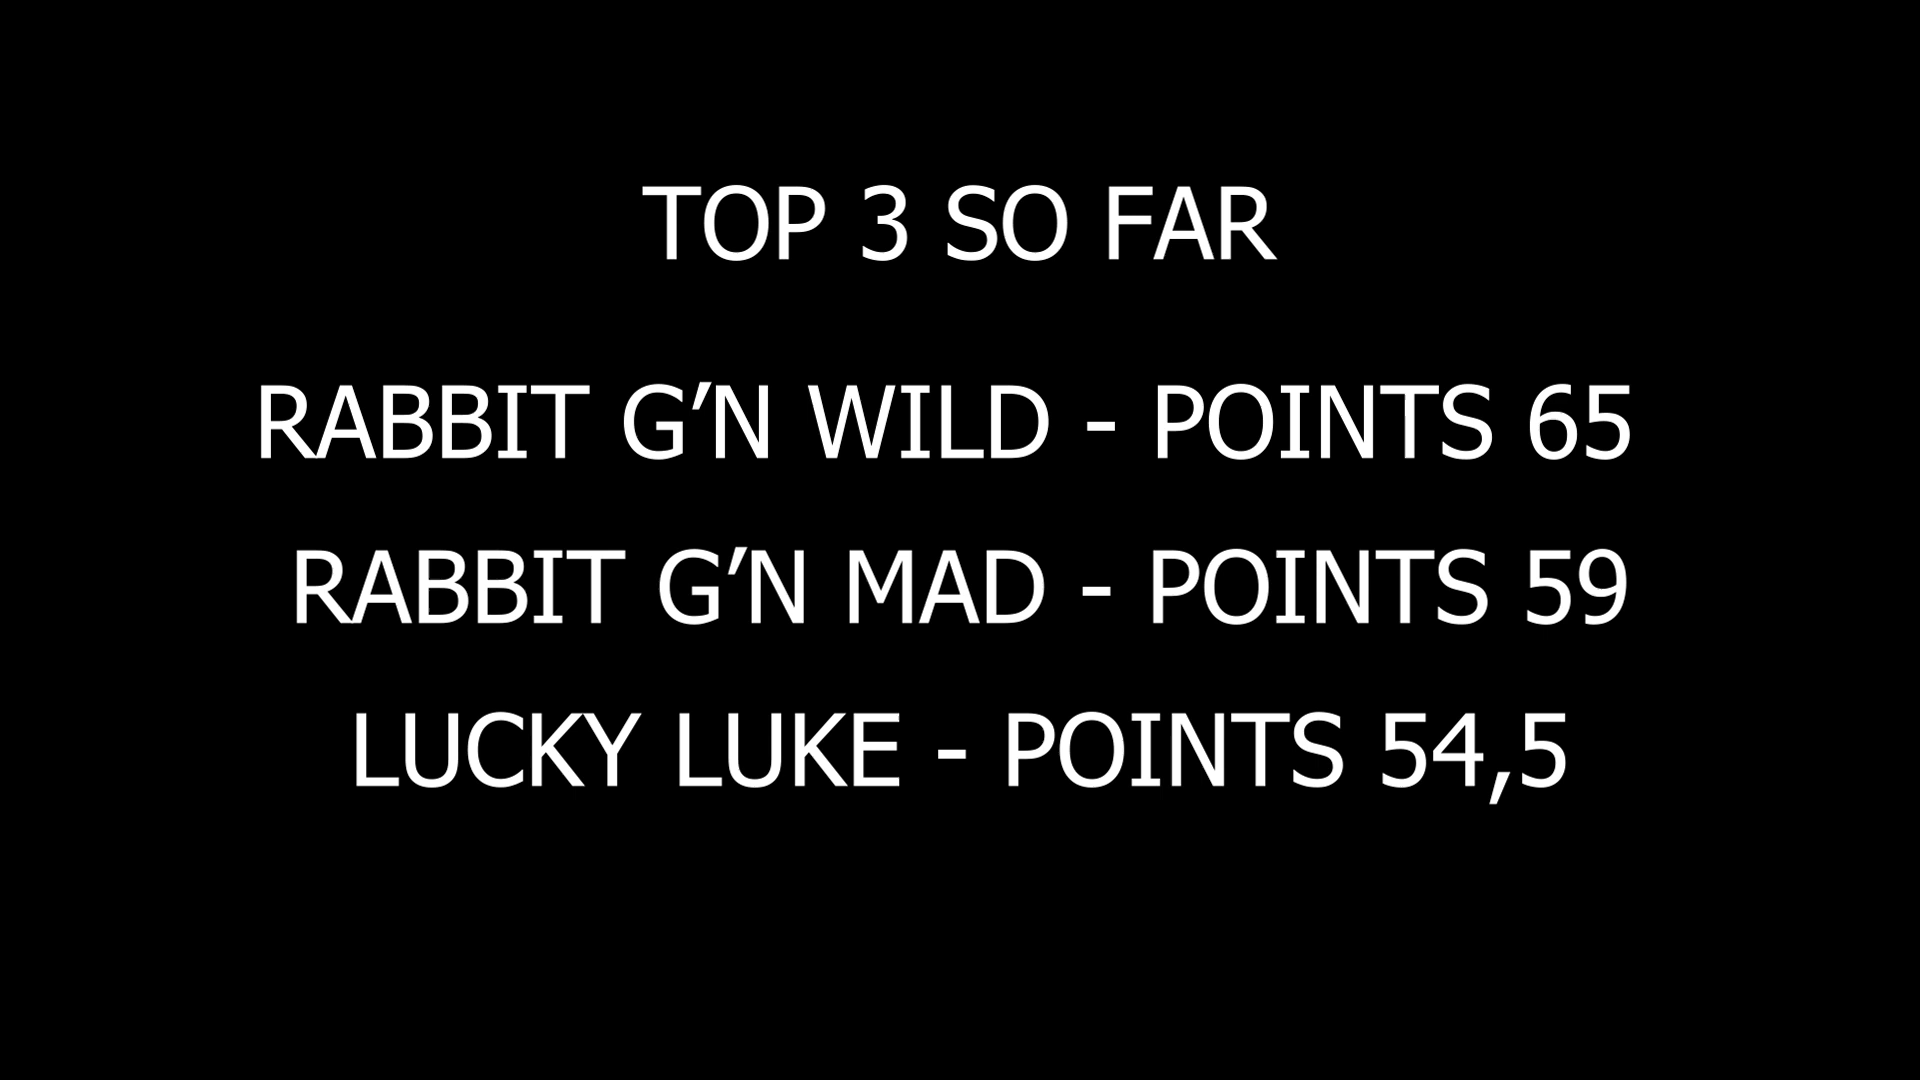 TOP 3 SO FAR
RABBIT G’N WILD - POINTS 65
RABBIT G’N MAD - POINTS 59
LUCKY LUKE - POINTS 54,5